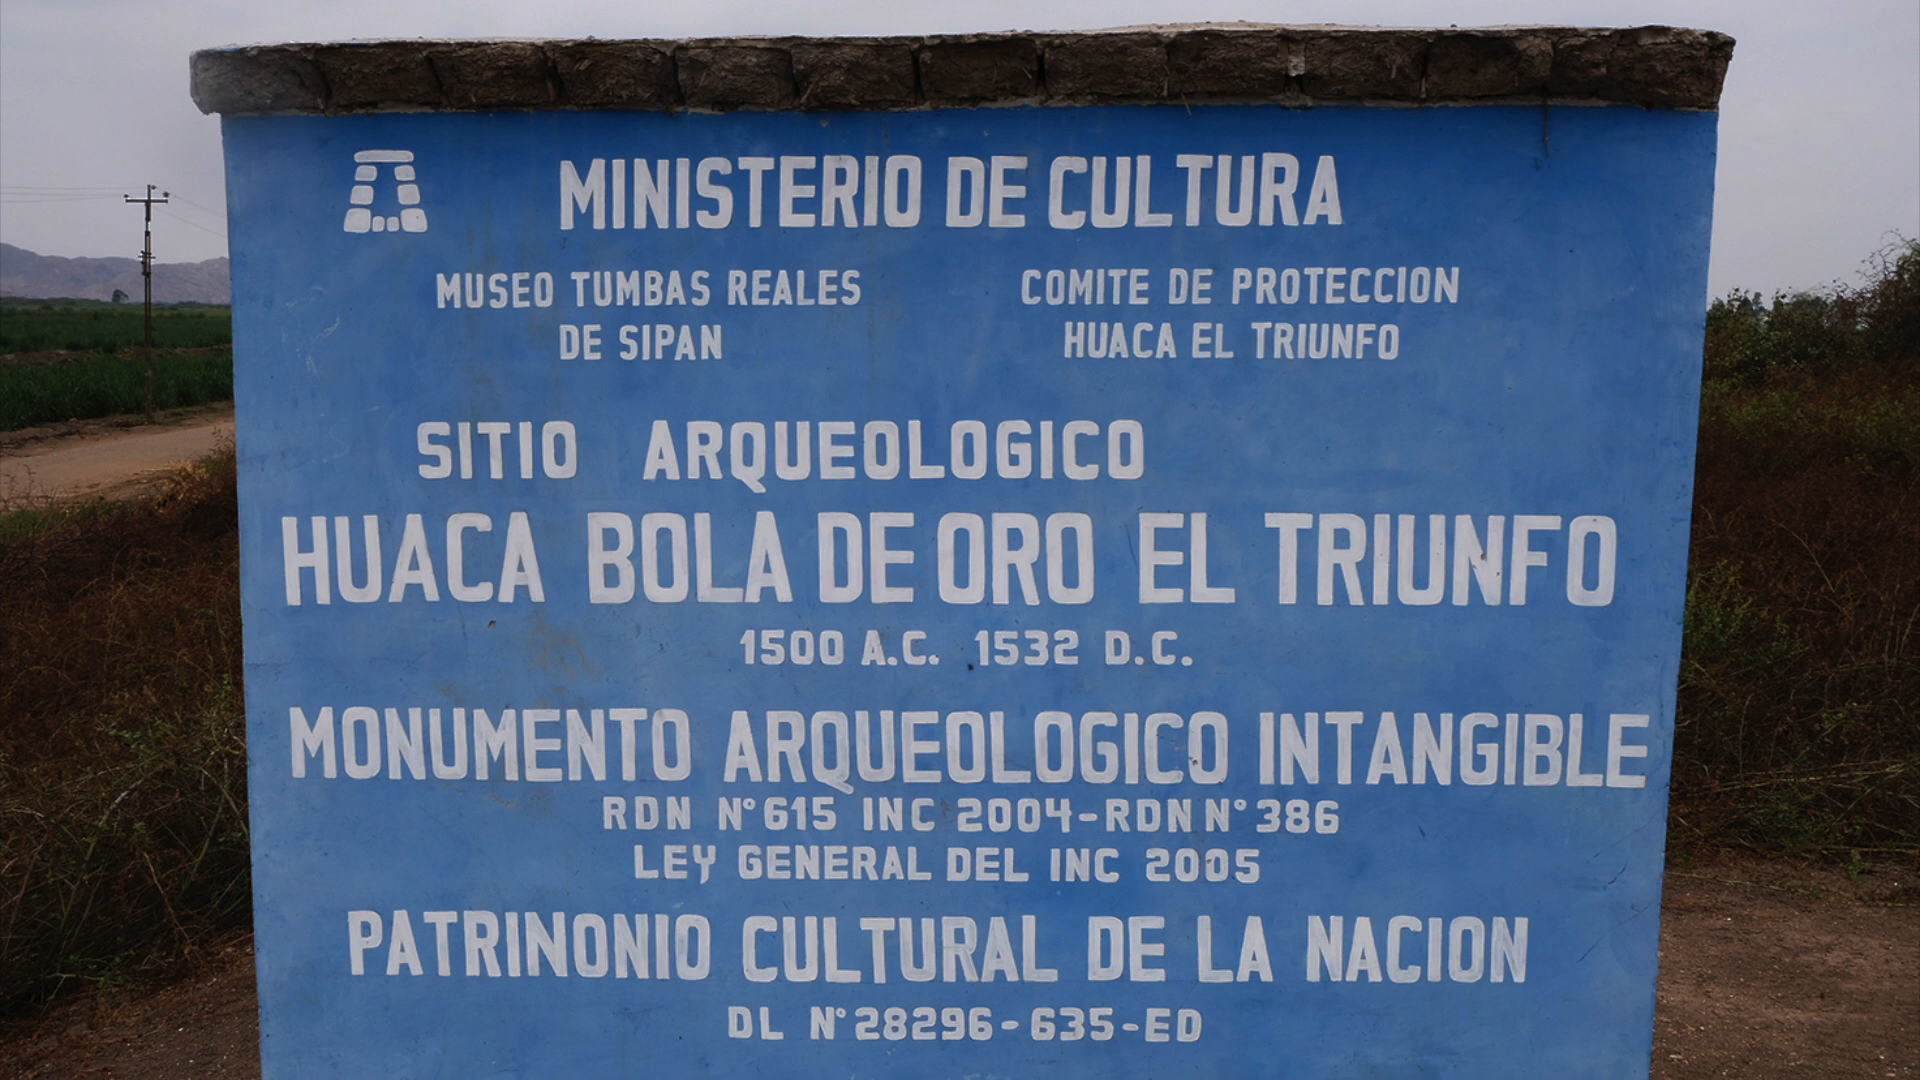 MINISTERIO DE CULTURA
MUSEO TUMBAS REALES
DE SIPAN
COMITE DE PROTECCION
HUACA EL TRIUNFO
SITIO ARQUEOLOGICO
HUACA BOLA DE ORO EL TRIUNFO
1500 A.C. 1532 D.C.
MONUMENTO ARQUEOLOGICO INTANGIBLE
RDN N°615 INC 2004-RDN N°386
LEY GENERAL DEL INC 2005
PATRINONIO CULTURAL DE LA NACION
DL N°28296-635-ED